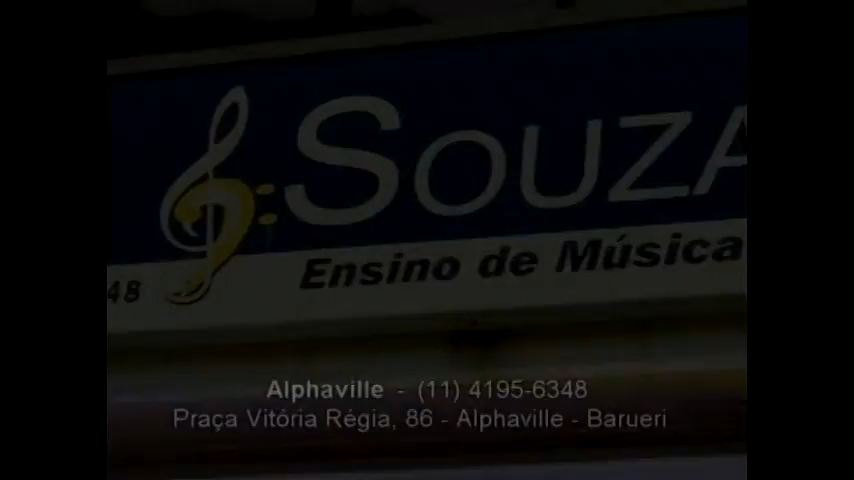 SOUZA
Ensino de Música
48
Alphaville - (11) 4195-6348
Praça Vitória Régia, 86 - Alphaville - Barueri